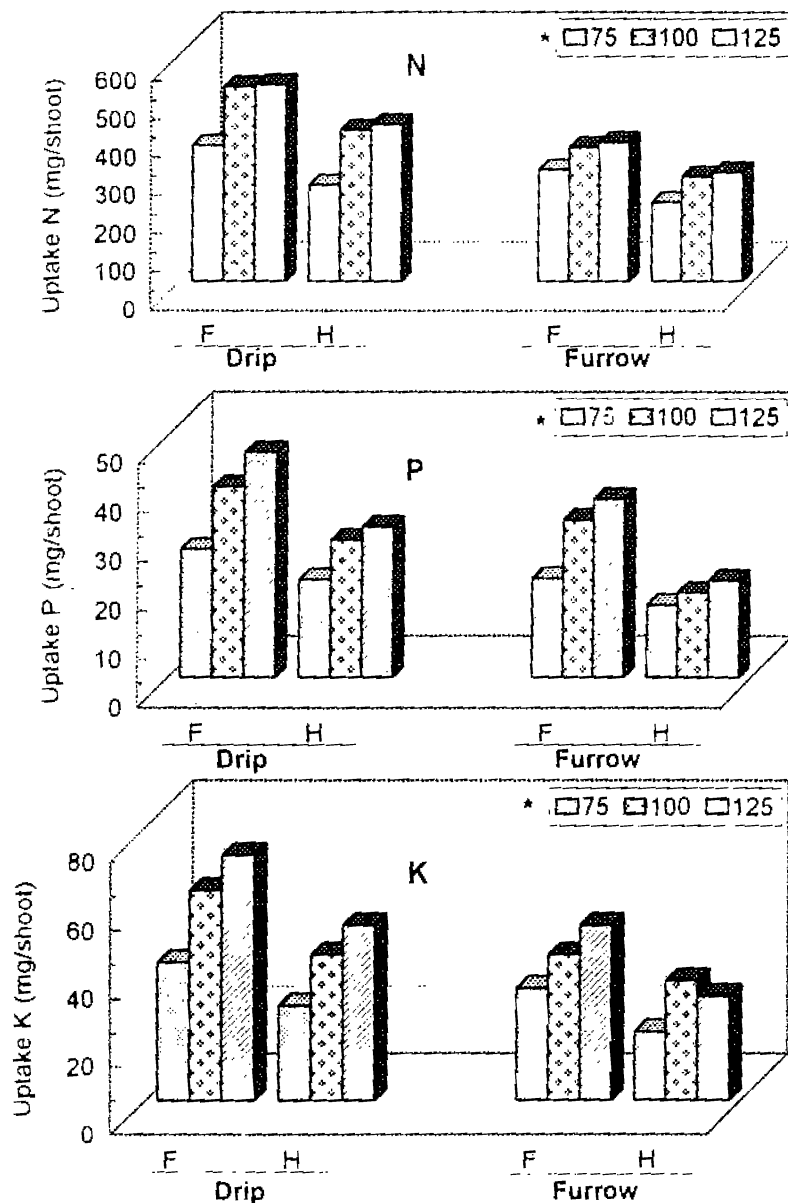 * 75 100 125
N
Uptake N (mg/shoot)
600
500
400
300
200
100
0
F H F H
Drip Furrow
* 75 100 125
P
Uptake P (mg/shoot)
50
40
30
20
10
0
F H F H
Drip Furrow
* 75 100 125
K
Uptake K (mg/shoot)
80
60
40
20
0
F H F H
Drip Furrow